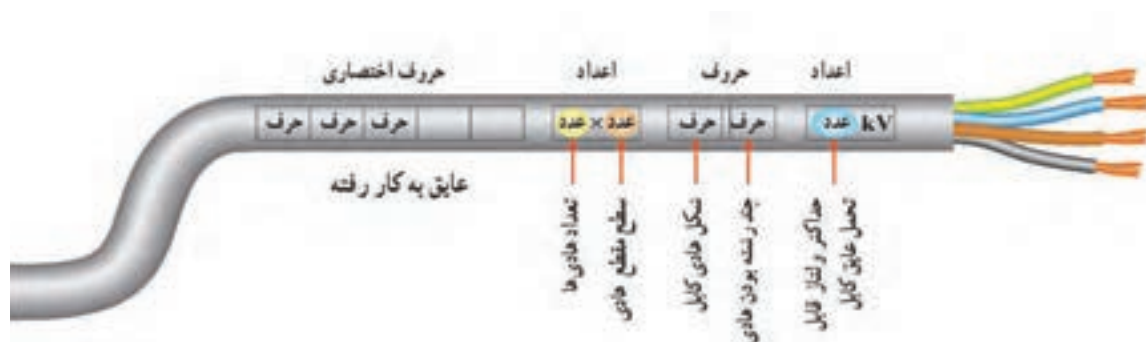 حروف اختصاری
اعداد
حروف
اعداد
حرف حرف حرف
عدد × عدد
حرف حرف
عدد kV
عایق به کار رفته
تعداد هادی‌ها
سطح مقطع هادی
شکل هادی کابل
چند رشته بودن هادی
حداکثر ولتاژ قابل
تحمل عایق کابل